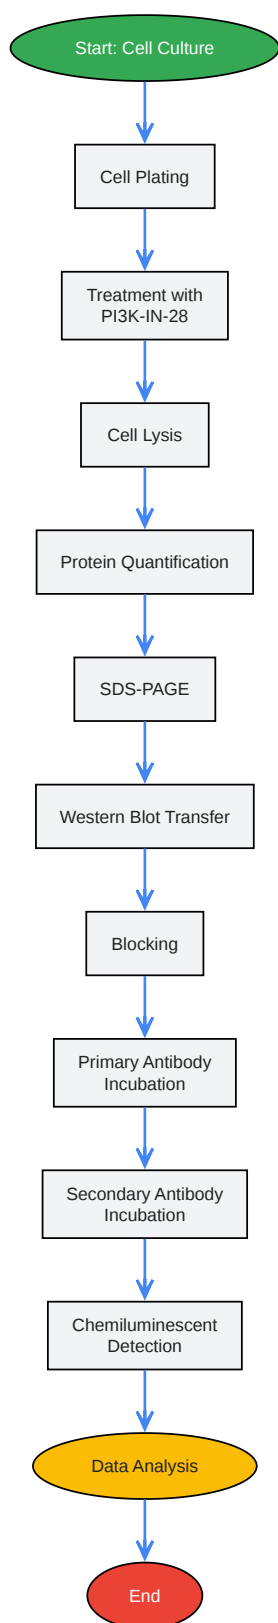 Start: Cell Culture
Cell Plating
Treatment with
PI3K-IN-28
Cell Lysis
Protein Quantification
SDS-PAGE
Western Blot Transfer
Blocking
Primary Antibody
Incubation
Secondary Antibody
Incubation
Chemiluminescent
Detection
Data Analysis
End